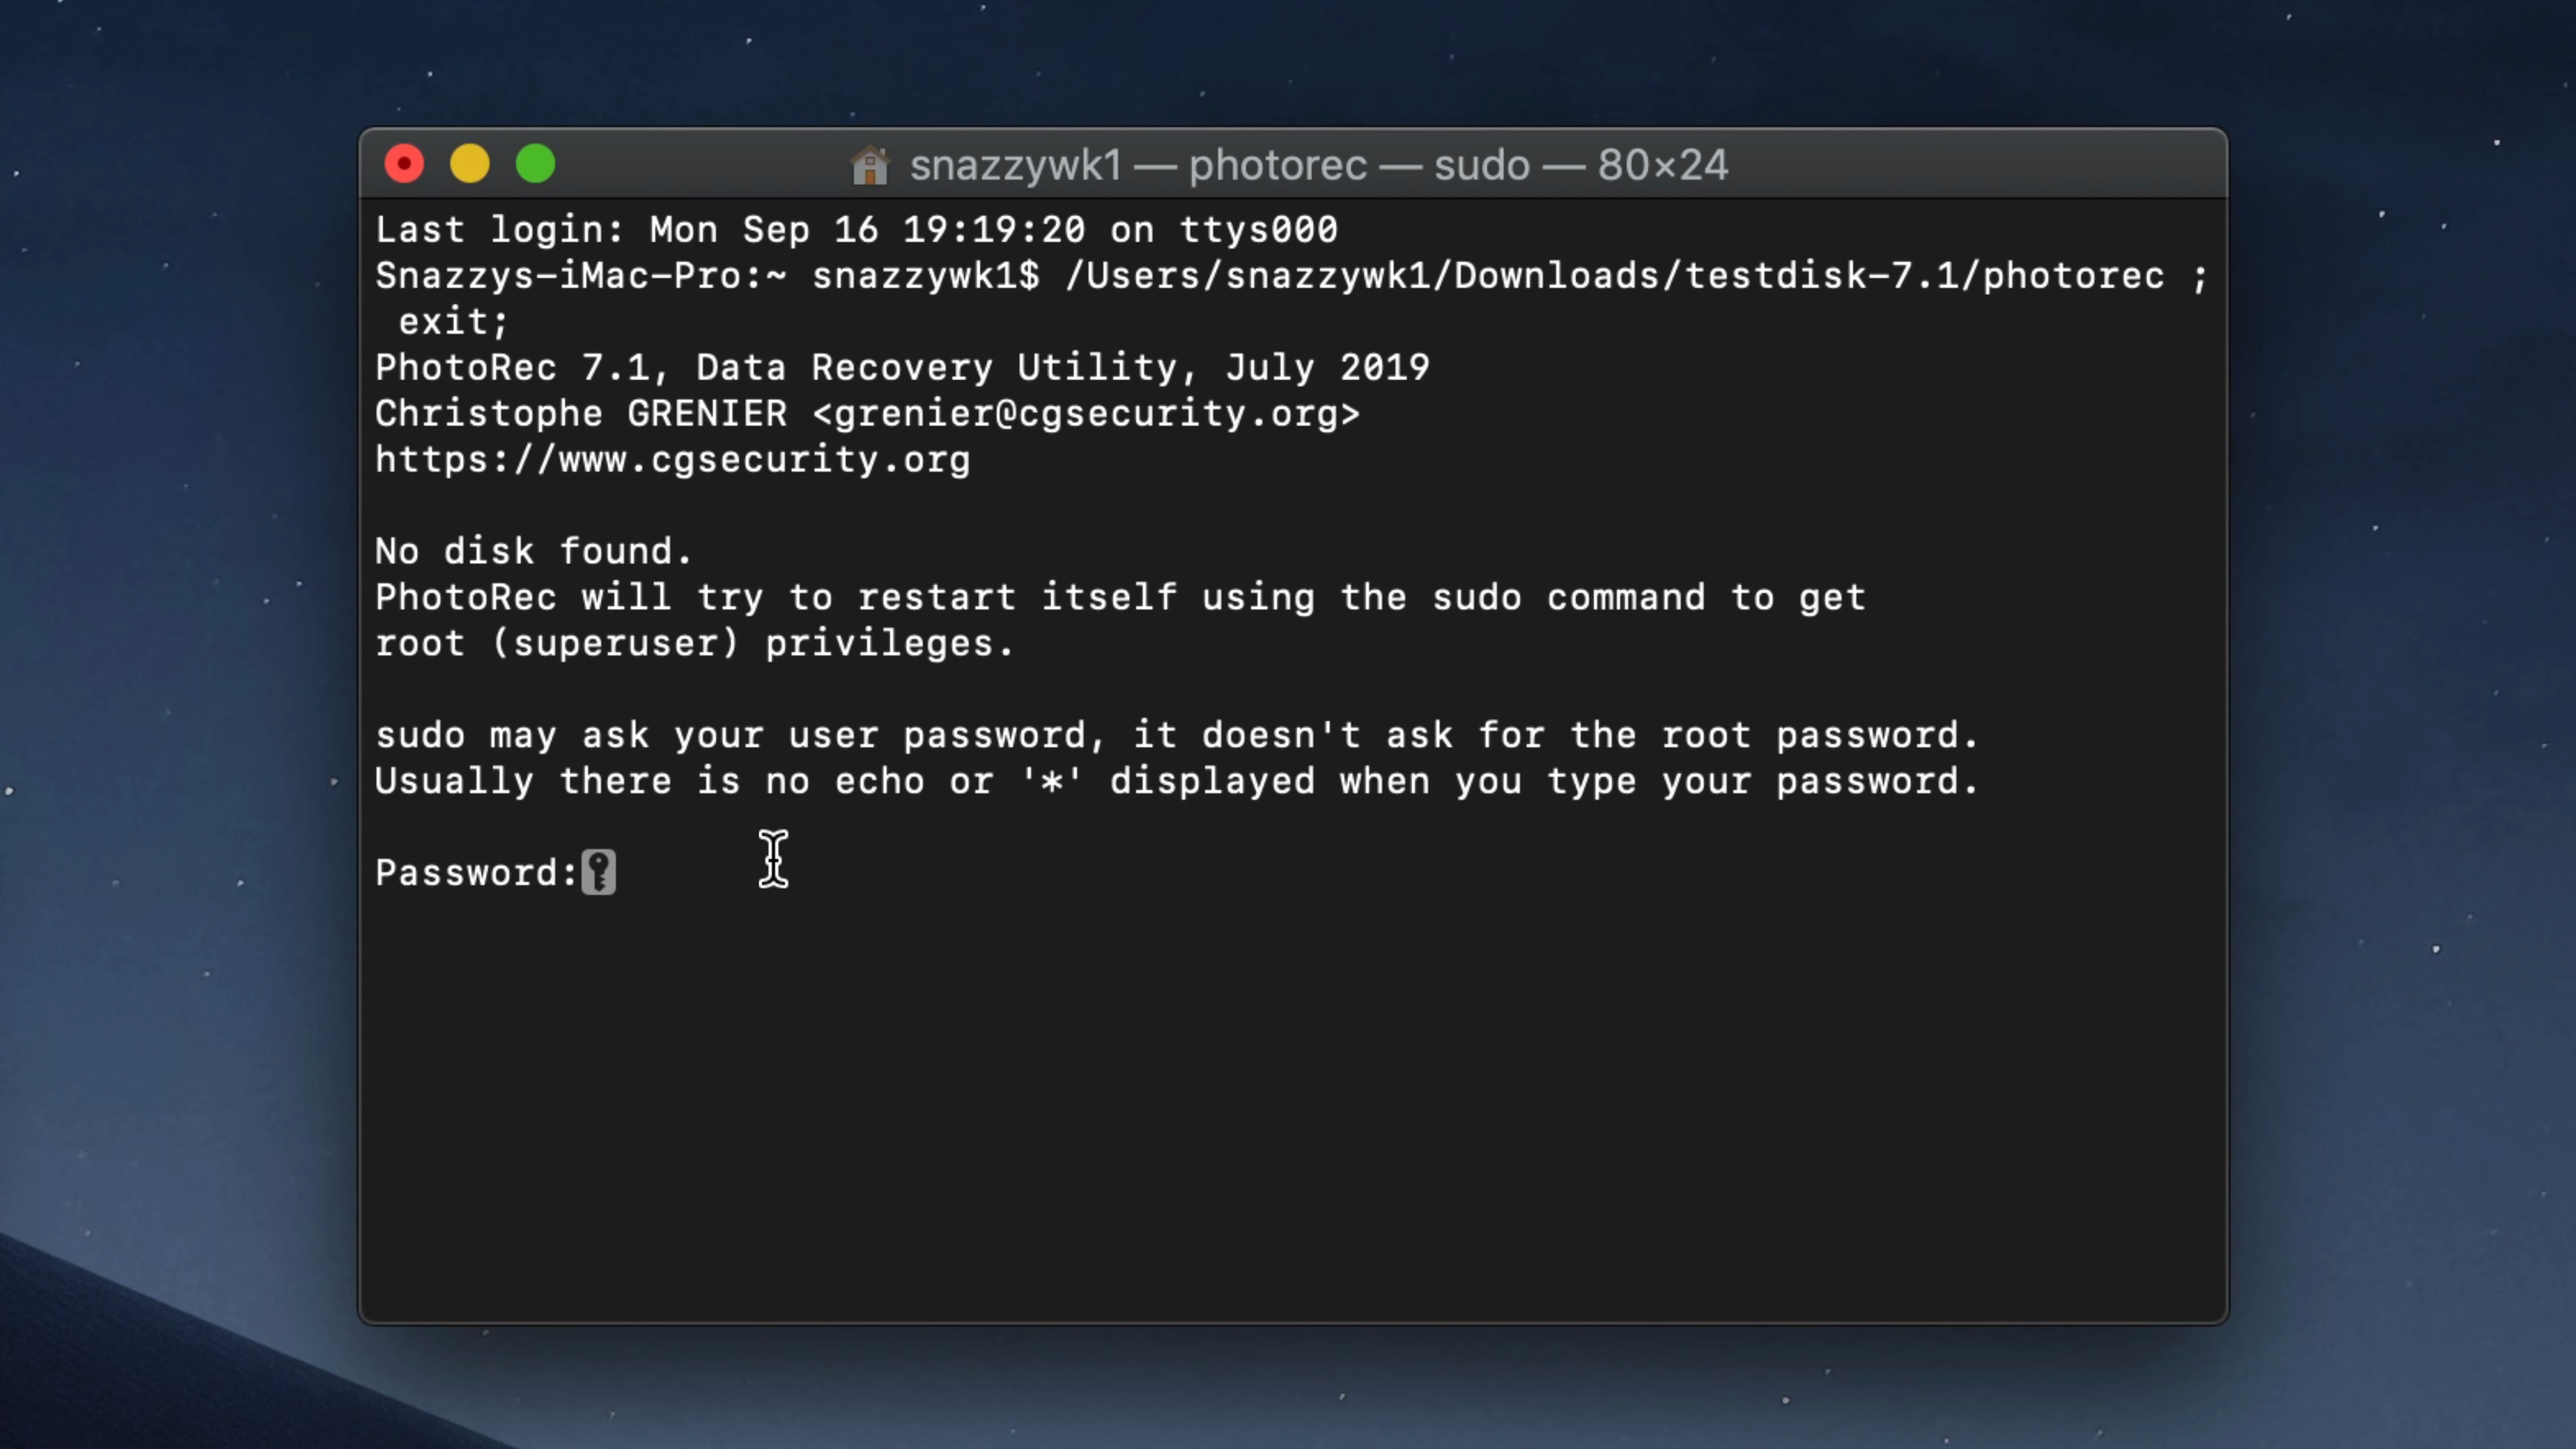 snazzywk1 — photorec — sudo — 80×24
Last login: Mon Sep 16 19:19:20 on ttys000
Snazzys-iMac-Pro:~ snazzywk1$ /Users/snazzywk1/Downloads/testdisk-7.1/photorec ;
 exit;
PhotoRec 7.1, Data Recovery Utility, July 2019
Christophe GRENIER <grenier@cgsecurity.org>
https://www.cgsecurity.org
No disk found.
PhotoRec will try to restart itself using the sudo command to get
root (superuser) privileges.
sudo may ask your user password, it doesn't ask for the root password.
Usually there is no echo or '*' displayed when you type your password.
Password: